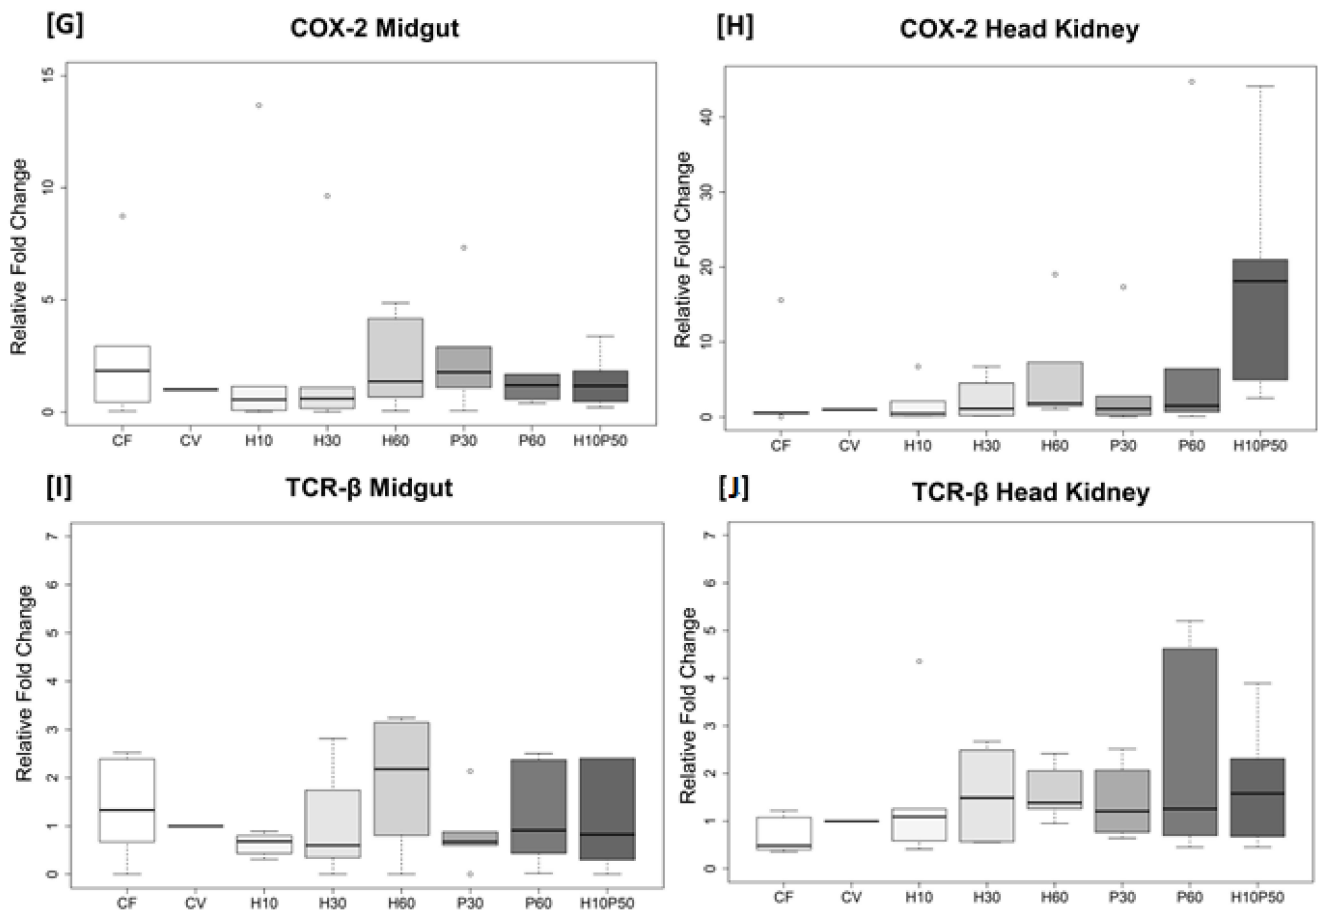 [G] COX-2 Midgut
Relative Fold Change
15
10
5
0
CF CV H10 H30 H60 P30 P60 H10P50
[H] COX-2 Head Kidney
Relative Fold Change
40
30
20
10
0
CF CV H10 H30 H60 P30 P60 H10P50
[I] TCR-β Midgut
Relative Fold Change
7
6
5
4
3
2
1
0
CF CV H10 H30 H60 P30 P60 H10P50
[J] TCR-β Head Kidney
Relative Fold Change
7
6
5
4
3
2
1
0
CF CV H10 H30 H60 P30 P60 H10P50